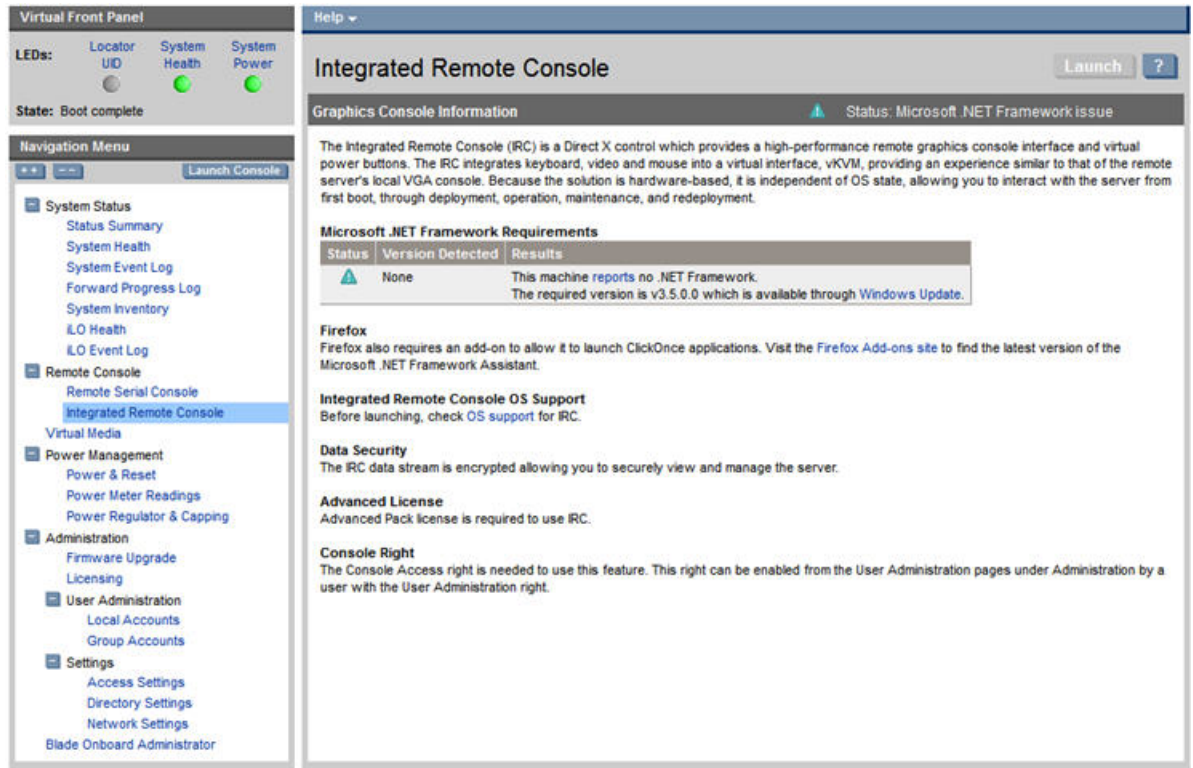 Virtual Front Panel
LEDs:
Locator UID
System Health
System Power
State: Boot complete
Navigation Menu
++ -- Launch Console
System Status
Status Summary
System Health
System Event Log
Forward Progress Log
System Inventory
iLO Health
iLO Event Log
Remote Console
Remote Serial Console
Integrated Remote Console
Virtual Media
Power Management
Power & Reset
Power Meter Readings
Power Regulator & Capping
Administration
Firmware Upgrade
Licensing
User Administration
Local Accounts
Group Accounts
Settings
Access Settings
Directory Settings
Network Settings
Blade Onboard Administrator
Help
Integrated Remote Console
Launch ?
Graphics Console Information
Status: Microsoft .NET Framework issue
The Integrated Remote Console (IRC) is a Direct X control which provides a high-performance remote graphics console interface and virtual
power buttons. The IRC integrates keyboard, video and mouse into a virtual interface, vKVM, providing an experience similar to that of the remote
server's local VGA console. Because the solution is hardware-based, it is independent of OS state, allowing you to interact with the server from
first boot, through deployment, operation, maintenance, and redeployment.
Microsoft .NET Framework Requirements
Status Version Detected Results
None This machine reports no .NET Framework.
The required version is v3.5.0.0 which is available through Windows Update.
Firefox
Firefox also requires an add-on to allow it to launch ClickOnce applications. Visit the Firefox Add-ons site to find the latest version of the
Microsoft .NET Framework Assistant.
Integrated Remote Console OS Support
Before launching, check OS support for IRC.
Data Security
The IRC data stream is encrypted allowing you to securely view and manage the server.
Advanced License
Advanced Pack license is required to use IRC.
Console Right
The Console Access right is needed to use this feature. This right can be enabled from the User Administration pages under Administration by a
user with the User Administration right.